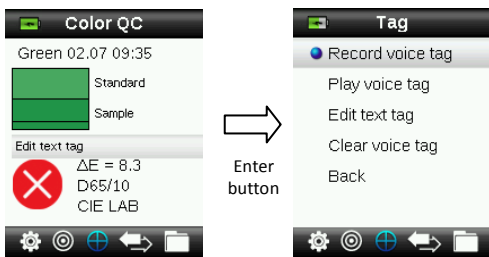 Color QC
Green 02.07 09:35
Standard
Sample
Edit text tag
ΔE = 8.3
D65/10
CIE LAB
Enter
button
Tag
Record voice tag
Play voice tag
Edit text tag
Clear voice tag
Back